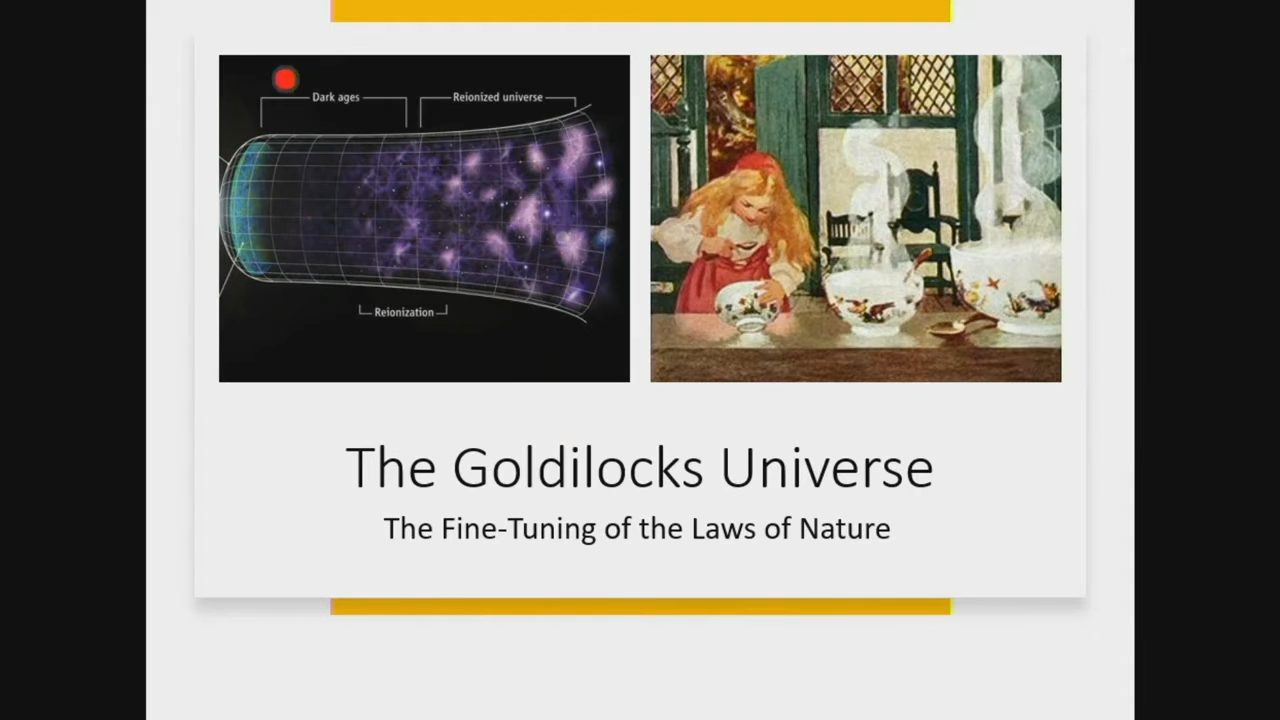 Dark ages
Reionized universe
Reionization
The Goldilocks Universe
The Fine-Tuning of the Laws of Nature